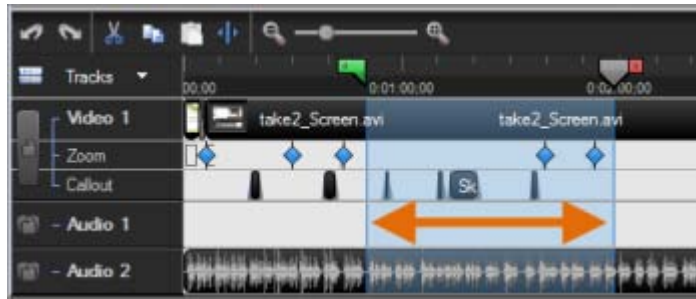 Tracks
00:00
0:01:00;00
0:02:00;00
Video 1
take2_Screen.avi
take2_Screen.avi
Zoom
Callout
Sk
Audio 1
Audio 2